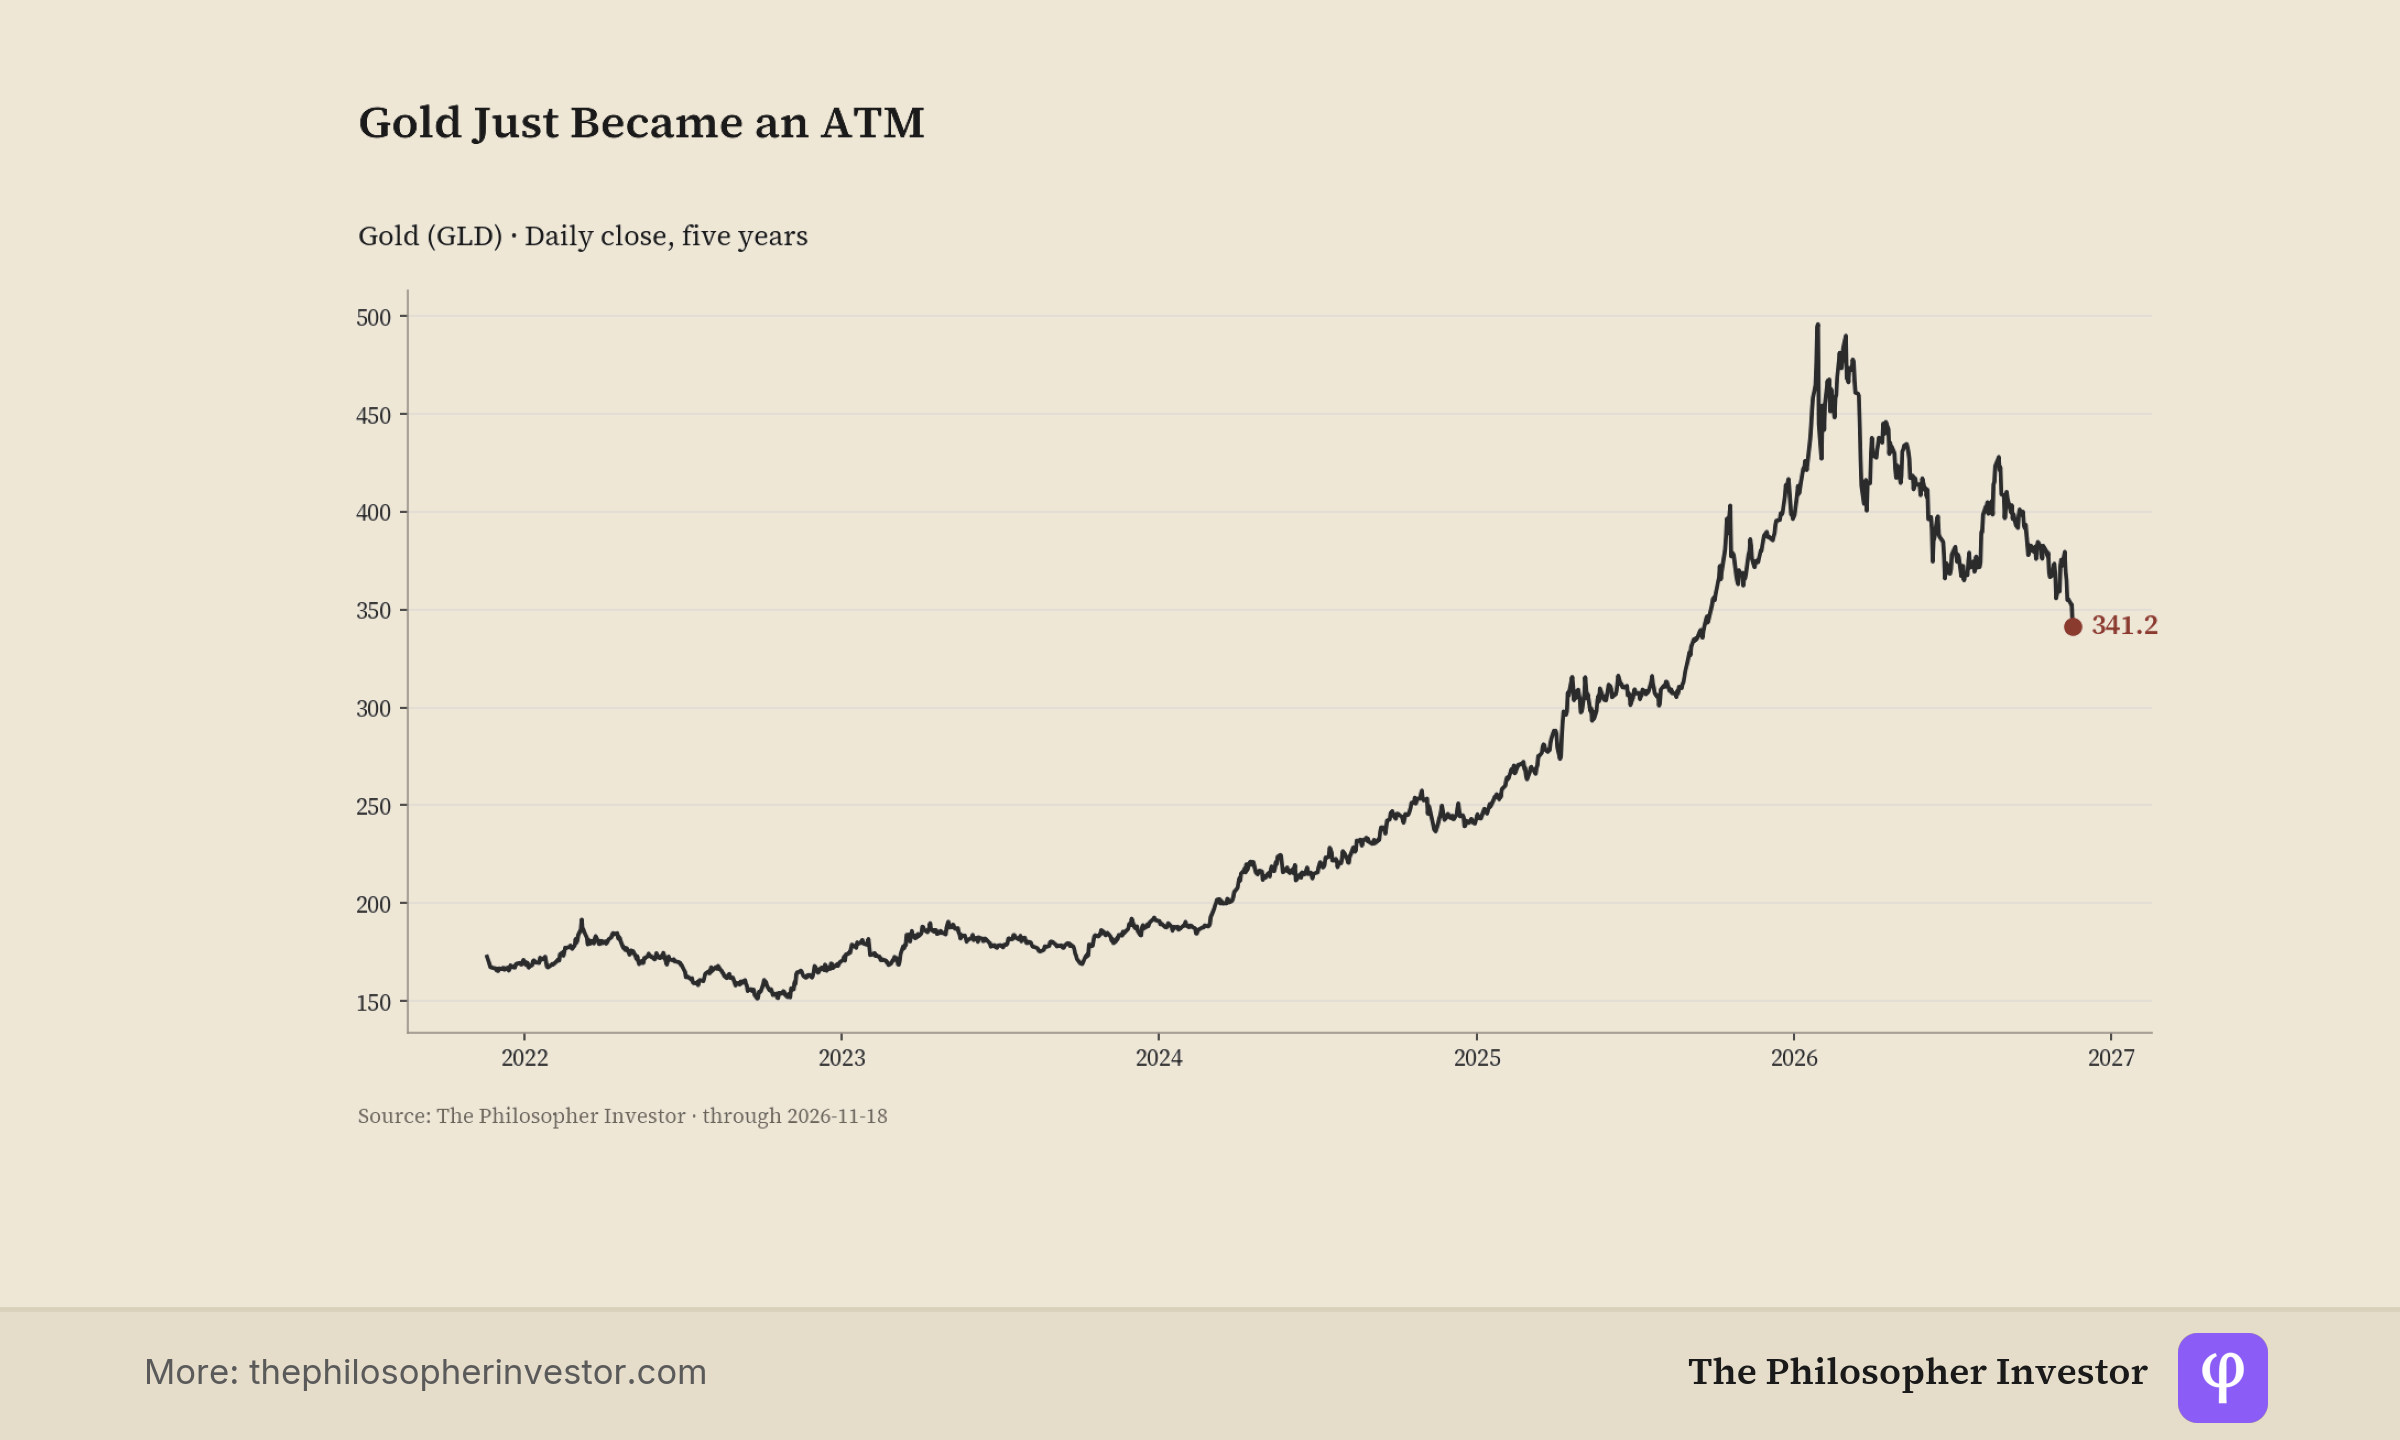 Gold Just Became an ATM
Gold (GLD) · Daily close, five years
500
450
400
350
300
250
200
150
341.2
2022 2023 2024 2025 2026 2027
Source: The Philosopher Investor · through 2026-11-18
More: thephilosopherinvestor.com
The Philosopher Investor φ